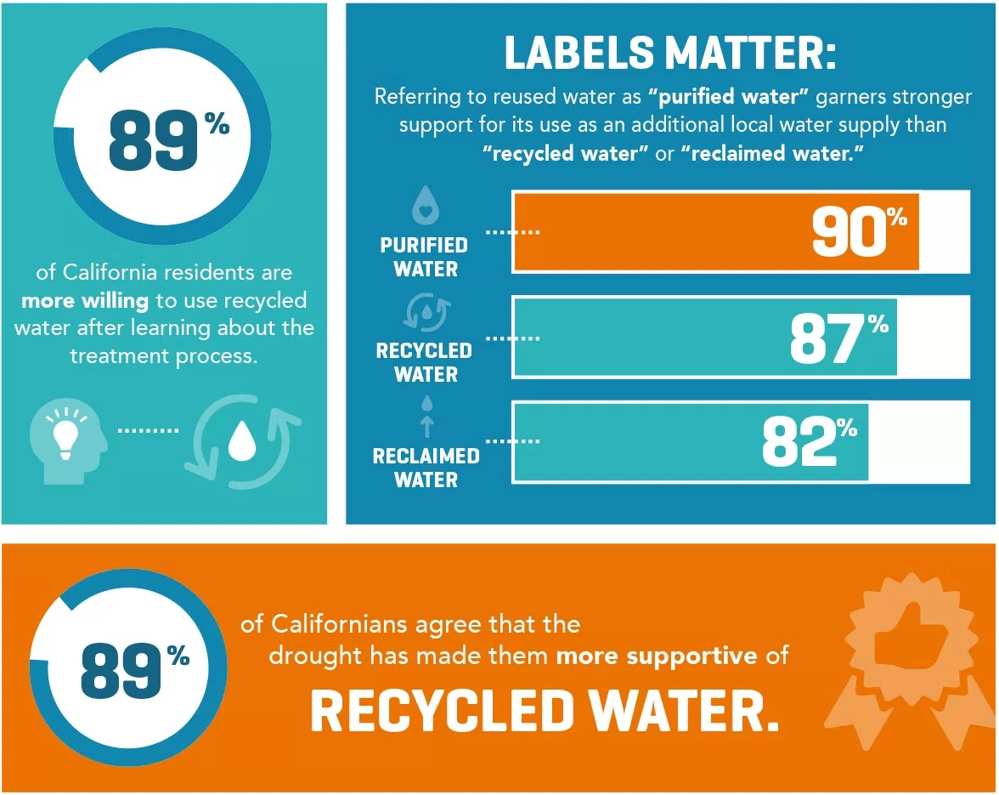 89%
of California residents are
more willing to use recycled
water after learning about the
treatment process.
LABELS MATTER:
Referring to reused water as “purified water” garners stronger
support for its use as an additional local water supply than
“recycled water” or “reclaimed water.”
PURIFIED
WATER
90%
RECYCLED
WATER
87%
RECLAIMED
WATER
82%
89%
of Californians agree that the
drought has made them more supportive of
RECYCLED WATER.